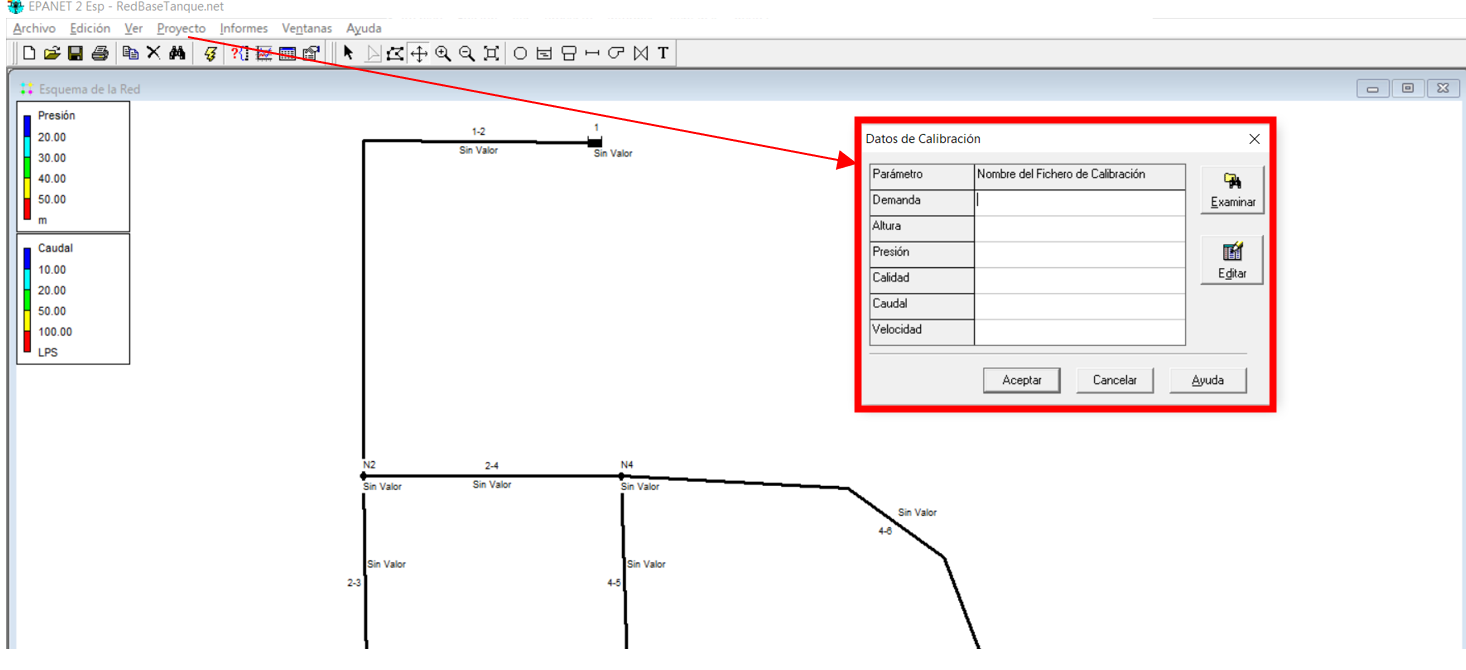 EPANET 2 Esp - RedBaseTanque.net
Archivo Edición Ver Proyecto Informes Ventanas Ayuda
T
Esquema de la Red
Presión
20.00
30.00
40.00
50.00
m
Caudal
10.00
20.00
50.00
100.00
LPS
1-2
Sin Valor
1
Sin Valor
Datos de Calibración
Parámetro Nombre del Fichero de Calibración
Demanda
Altura
Presión
Calidad
Caudal
Velocidad
Examinar
Editar
Aceptar Cancelar Ayuda
N2
Sin Valor
2-4
Sin Valor
N4
Sin Valor
Sin Valor
4-6
Sin Valor
2-3
Sin Valor
4-5